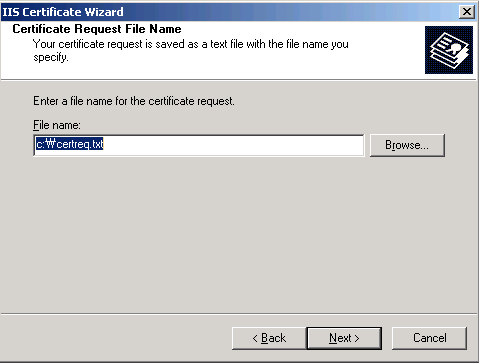 IIS Certificate Wizard
Certificate Request File Name
Your certificate request is saved as a text file with the file name you
specify.
Enter a file name for the certificate request.
File name:
c:₩certreq.txt
Browse...
< Back
Next >
Cancel